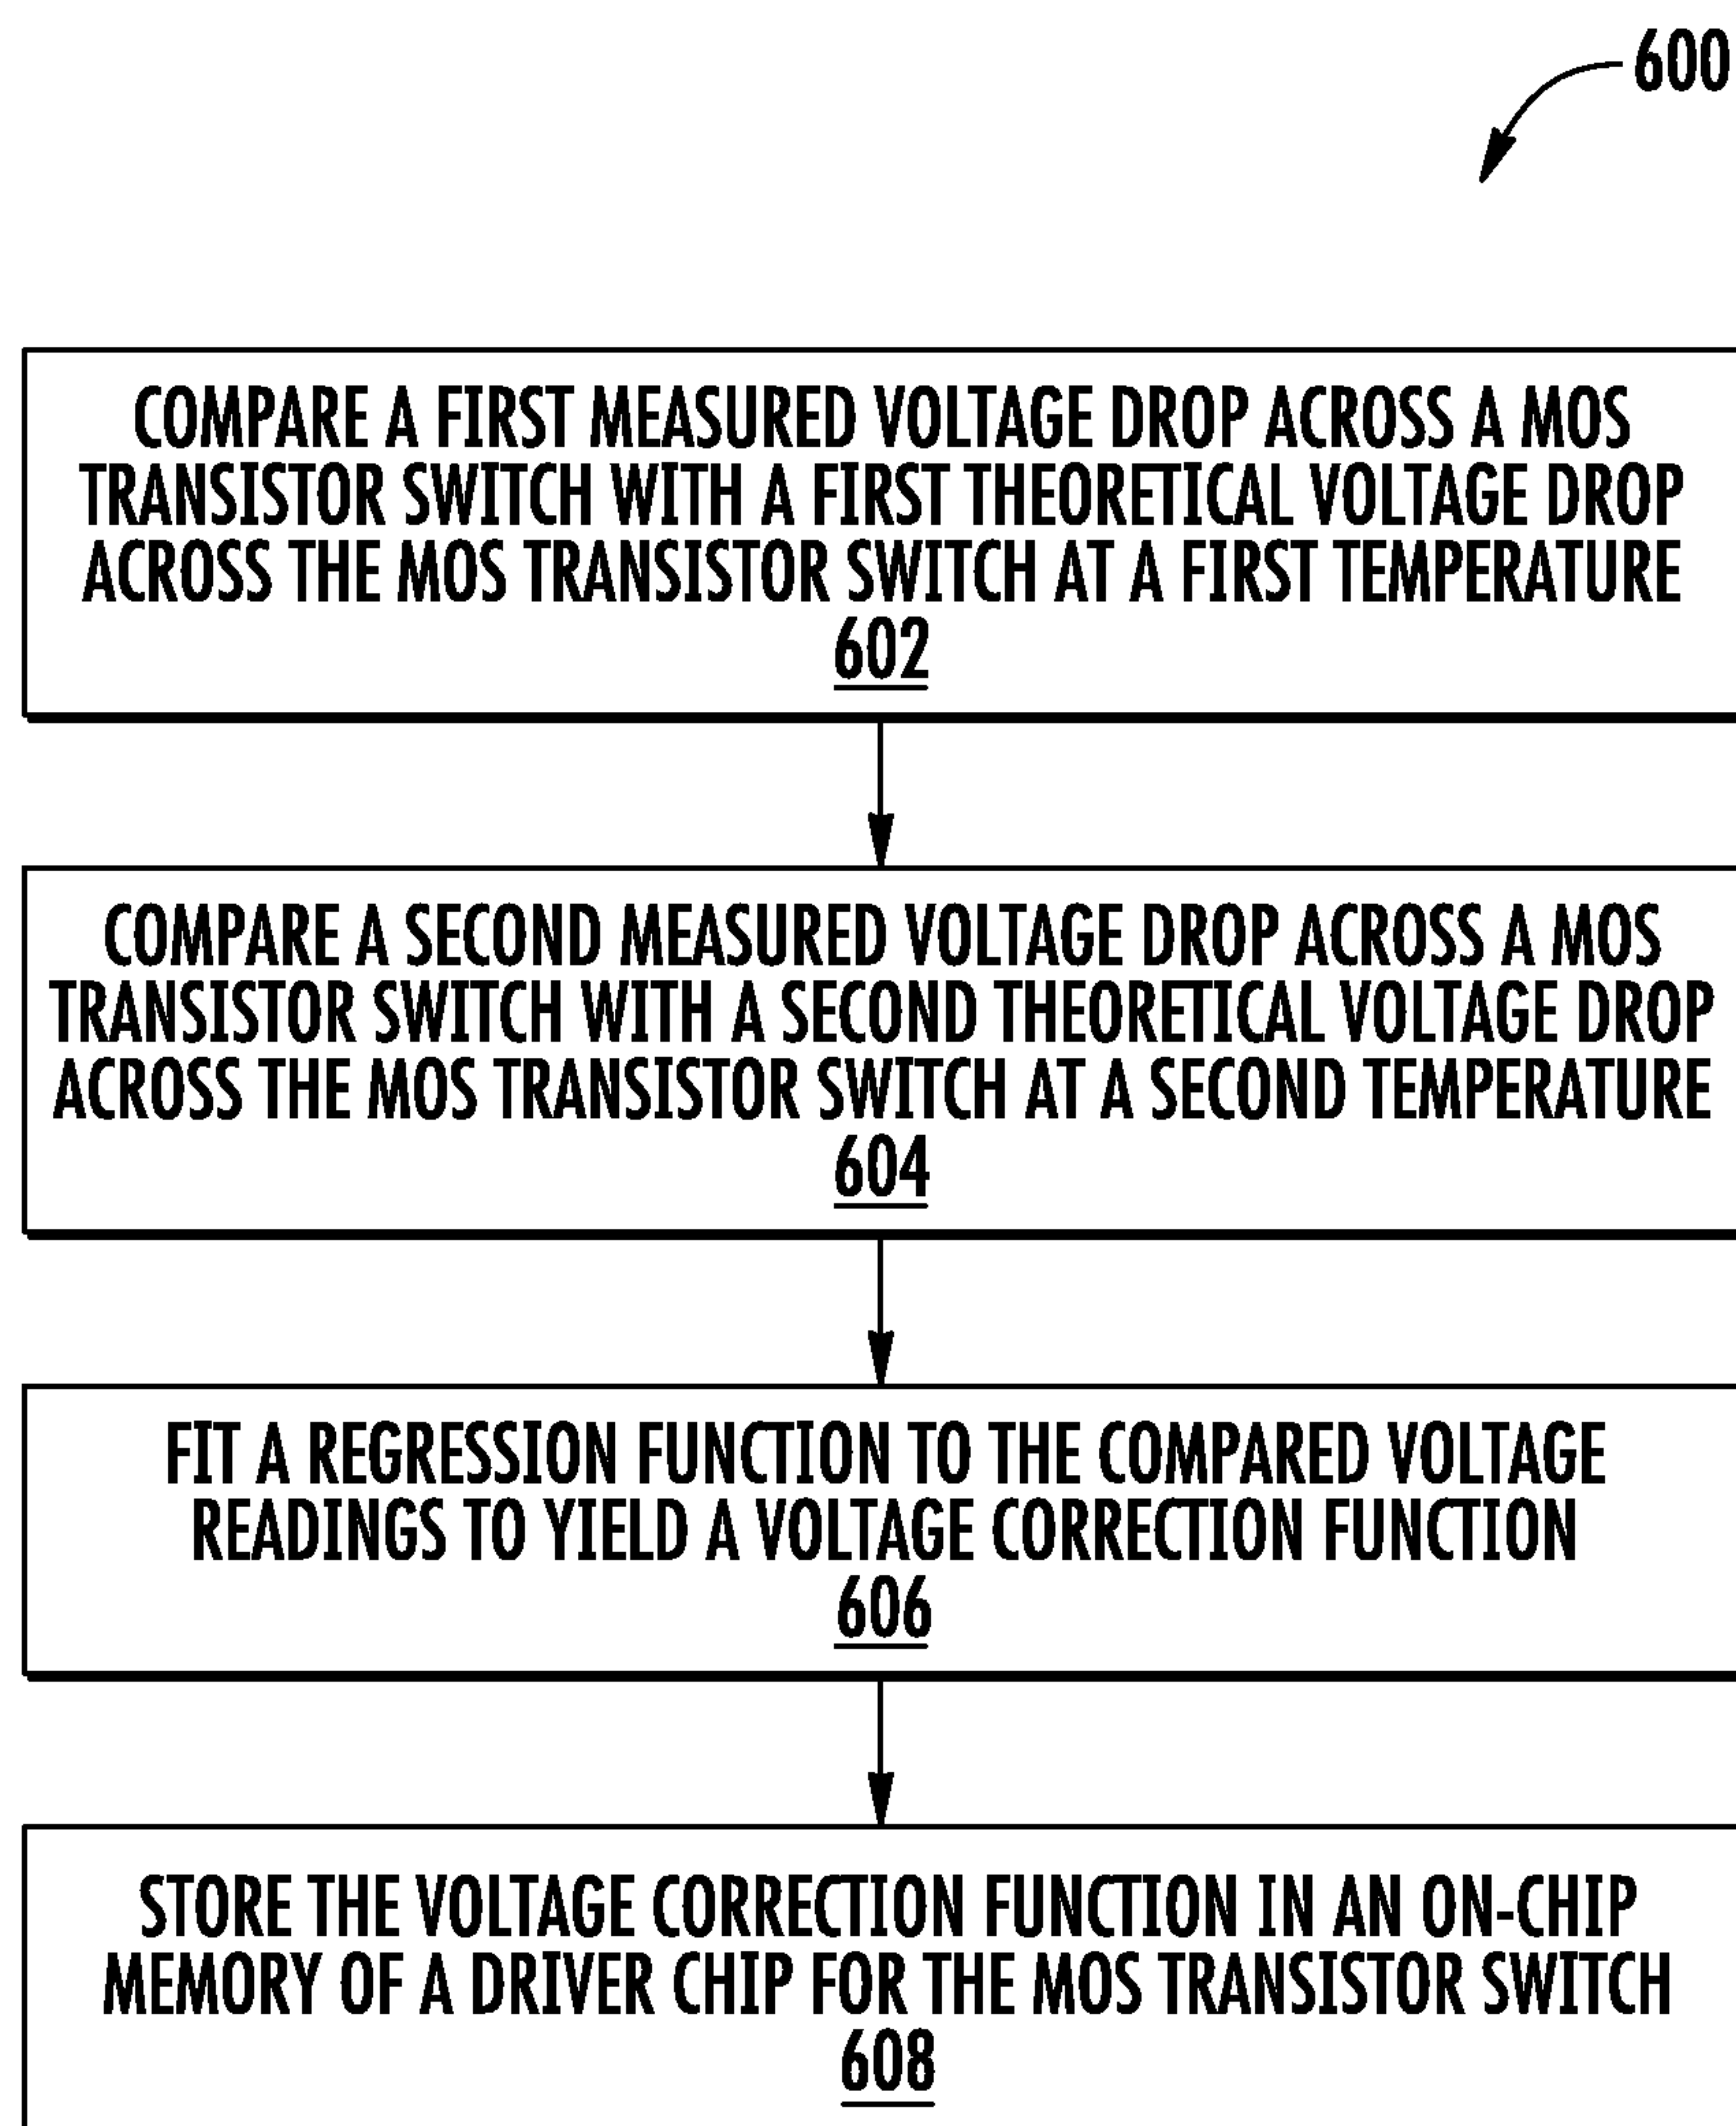 600
COMPARE A FIRST MEASURED VOLTAGE DROP ACROSS A MOS
TRANSISTOR SWITCH WITH A FIRST THEORETICAL VOLTAGE DROP
ACROSS THE MOS TRANSISTOR SWITCH AT A FIRST TEMPERATURE
602
COMPARE A SECOND MEASURED VOLTAGE DROP ACROSS A MOS
TRANSISTOR SWITCH WITH A SECOND THEORETICAL VOLTAGE DROP
ACROSS THE MOS TRANSISTOR SWITCH AT A SECOND TEMPERATURE
604
FIT A REGRESSION FUNCTION TO THE COMPARED VOLTAGE
READINGS TO YIELD A VOLTAGE CORRECTION FUNCTION
606
STORE THE VOLTAGE CORRECTION FUNCTION IN AN ON-CHIP
MEMORY OF A DRIVER CHIP FOR THE MOS TRANSISTOR SWITCH
608